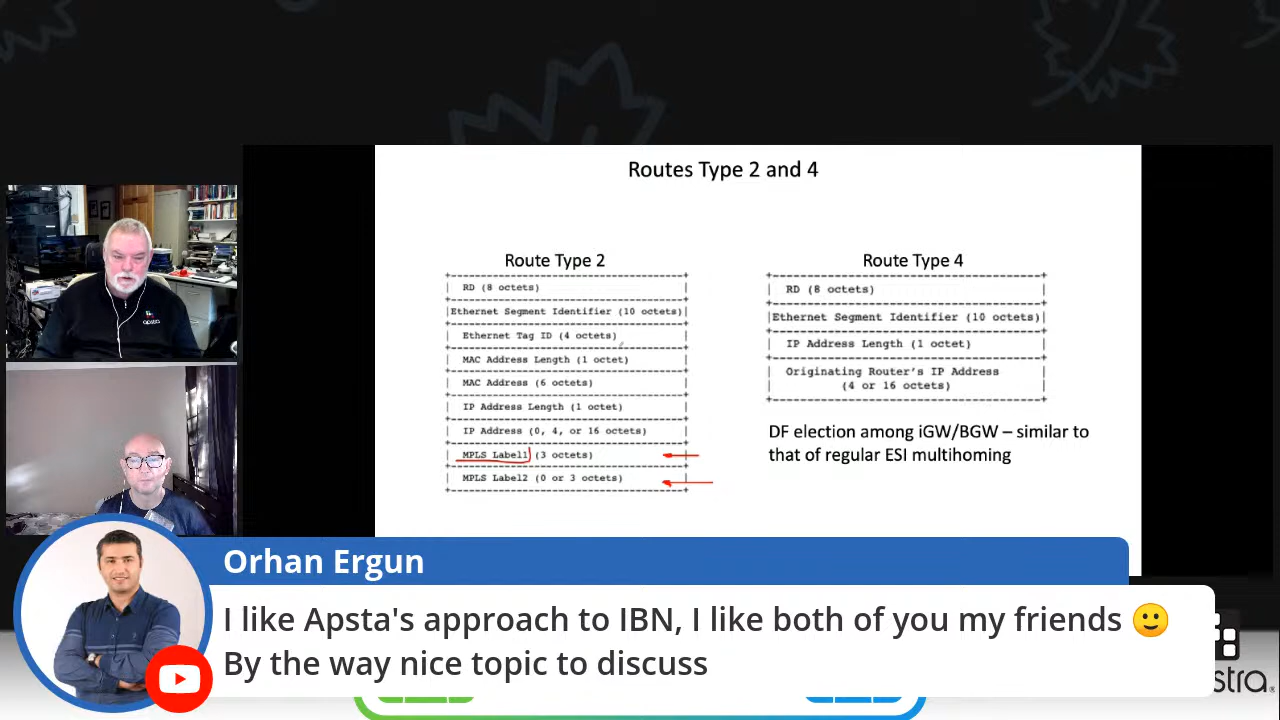 Routes Type 2 and 4
Route Type 2
RD (8 octets)
Ethernet Segment Identifier (10 octets)
Ethernet Tag ID (4 octets)
MAC Address Length (1 octet)
MAC Address (6 octets)
IP Address Length (1 octet)
IP Address (0, 4, or 16 octets)
MPLS Label1 (3 octets)
MPLS Label2 (0 or 3 octets)
Route Type 4
RD (8 octets)
Ethernet Segment Identifier (10 octets)
IP Address Length (1 octet)
Originating Router's IP Address
(4 or 16 octets)
DF election among iGW/BGW – similar to
that of regular ESI multihoming
apsta
Orhan Ergun
I like Apsta's approach to IBN, I like both of you my friends 🙂
By the way nice topic to discuss
stra